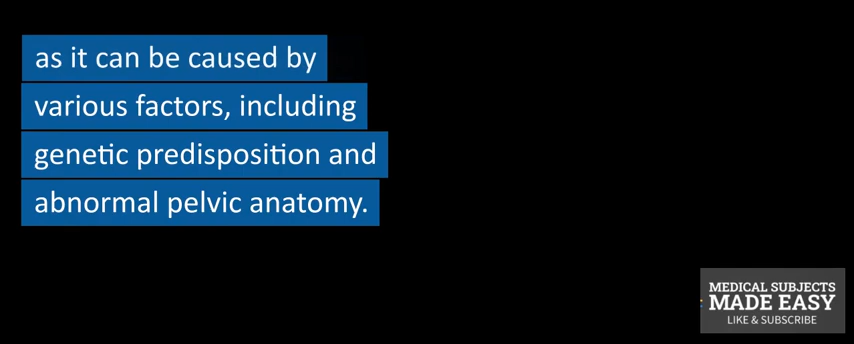 as it can be caused by
various factors, including
genetic predisposition and
abnormal pelvic anatomy.
MEDICAL SUBJECTS
MADE EASY
LIKE & SUBSCRIBE